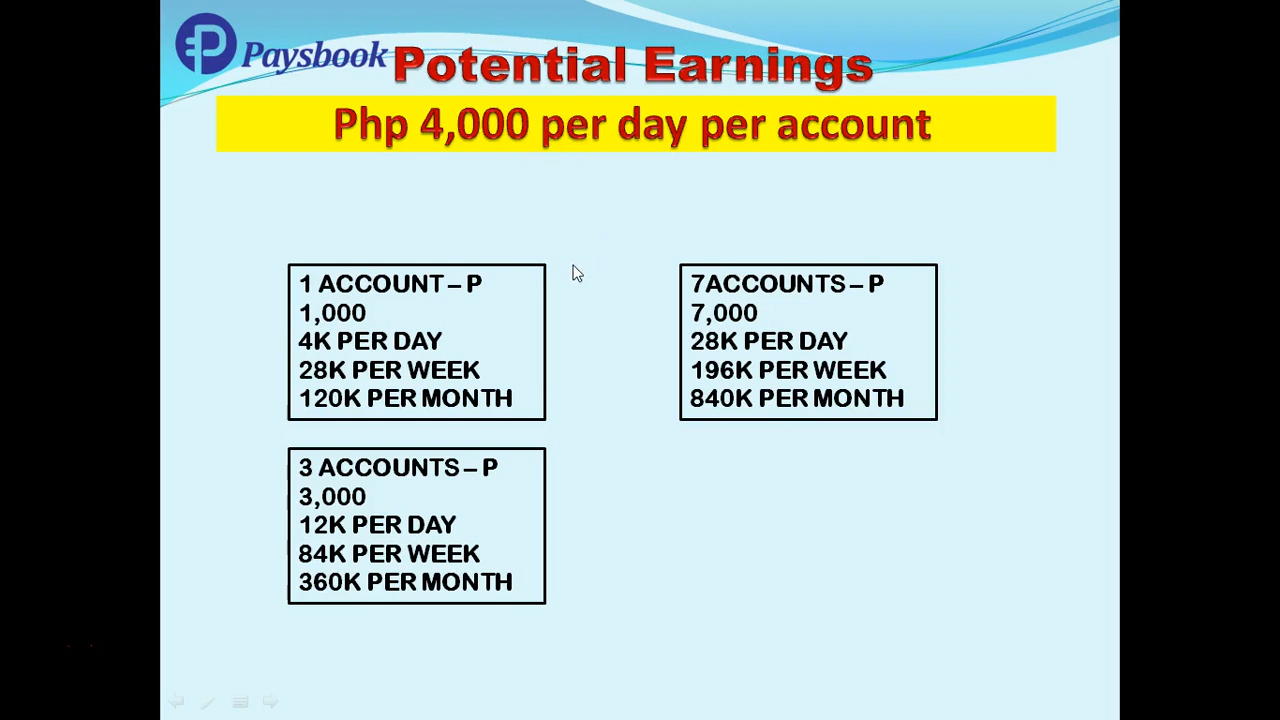 Paysbook
Potential Earnings
Php 4,000 per day per account
1 ACCOUNT – P
1,000
4K PER DAY
28K PER WEEK
120K PER MONTH
7ACCOUNTS – P
7,000
28K PER DAY
196K PER WEEK
840K PER MONTH
3 ACCOUNTS – P
3,000
12K PER DAY
84K PER WEEK
360K PER MONTH